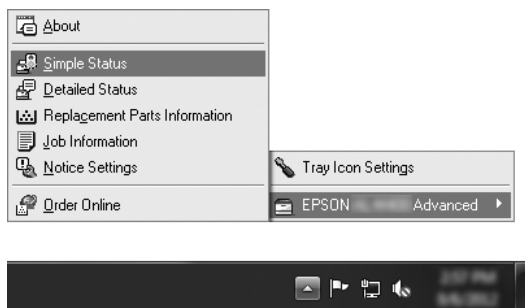 About
Simple Status
Detailed Status
Replacement Parts Information
Job Information
Notice Settings
Order Online
Tray Icon Settings
EPSON Advanced